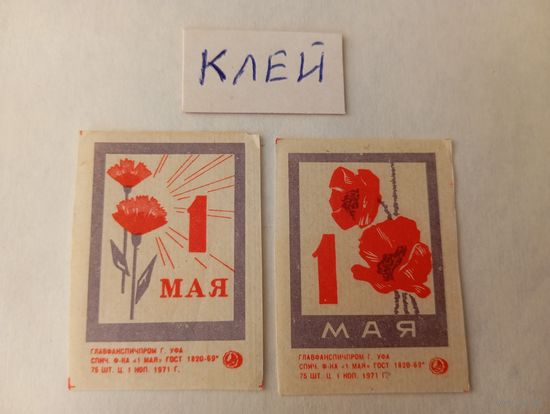 КЛЕЙ
1
МАЯ
ГЛАВФАНСПИЧПРОМ Г. УФА
СПИЧ. Ф-КА «1 МАЯ» ГОСТ 1820-69*
75 ШТ. Ц. 1 КОП. 1971 Г.
1
МАЯ
ГЛАВФАНСПИЧПРОМ Г. УФА
СПИЧ. Ф-КА «1 МАЯ» ГОСТ 1820-69*
75 ШТ. Ц. 1 КОП. 1971 Г.